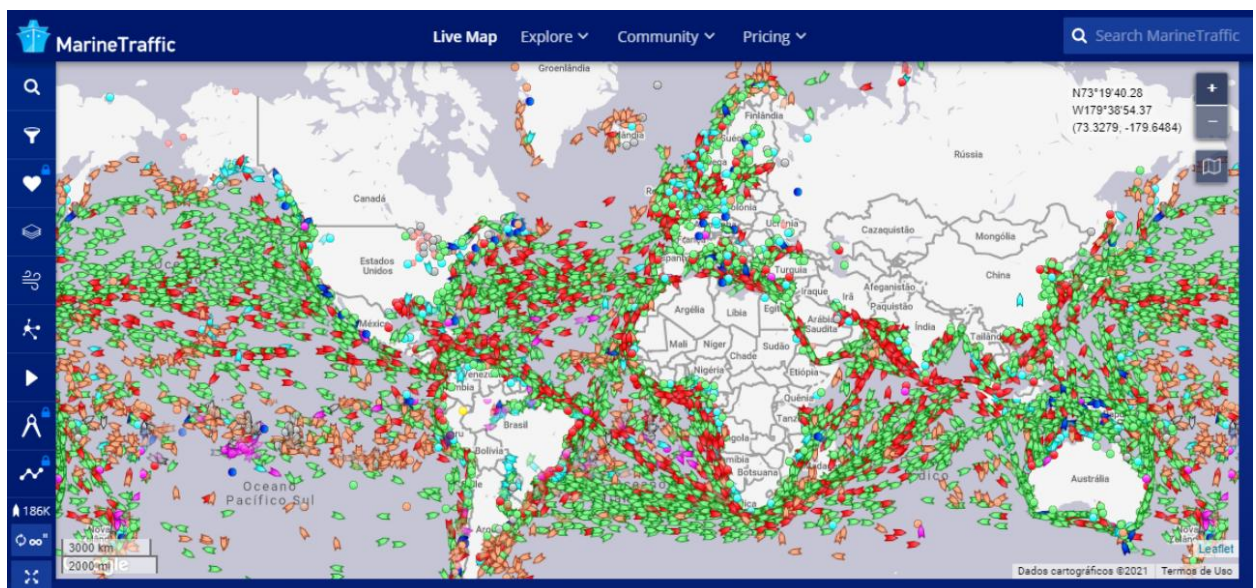 MarineTraffic
Live Map
Explore
Community
Pricing
Search MarineTraffic
N73°19'40.28
W179°38'54.37
(73.3279, -179.6484)
+
−
Groenlândia
Finlândia
Rússia
Canadá
Estados
Unidos
México
Cazaquistão
Mongólia
China
Turquia
Iraque
Irã
Afeganistão
Paquistão
Índia
Argélia
Líbia
Arábia
Saudita
Mali
Niger
Chade
Sudão
Nigéria
Etiópia
Quênia
Brasil
Bolívia
Botsuana
Austrália
Oceano
Pacífico Sul
186K
3000 km
2000 mi
Leaflet
Dados cartográficos ©2021
Termos de Uso